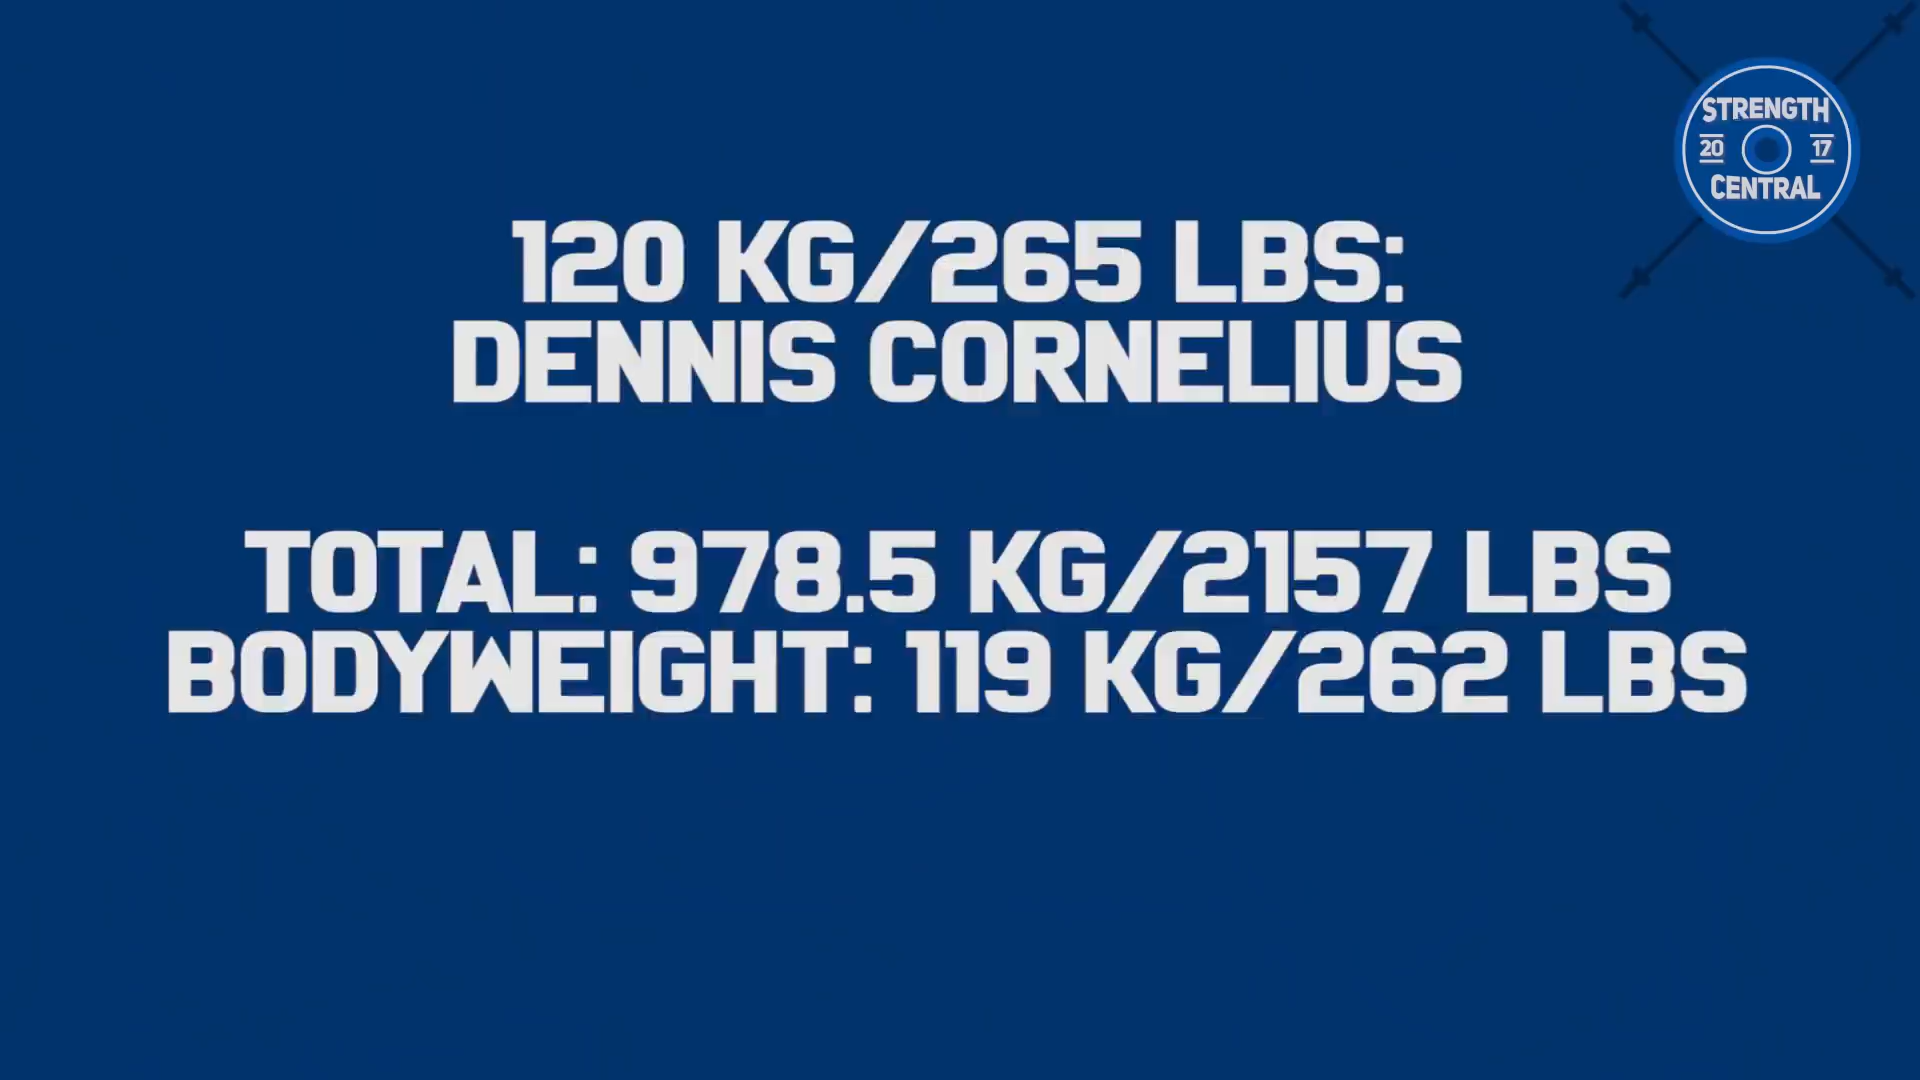 STRENGTH
20 17
CENTRAL
120 KG/265 LBS:
DENNIS CORNELIUS
TOTAL: 978.5 KG/2157 LBS
BODYWEIGHT: 119 KG/262 LBS